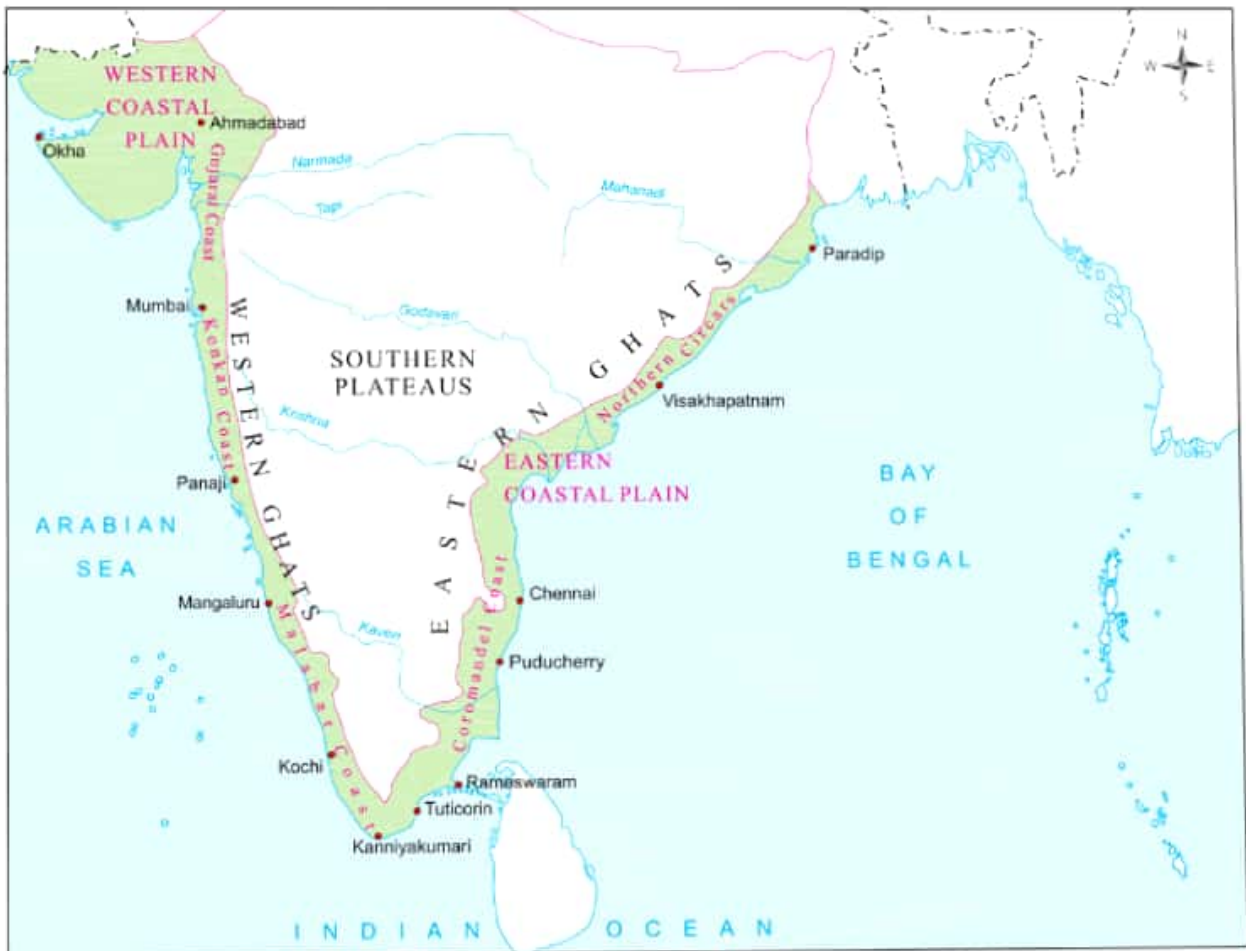 N
W E
S
WESTERN
COASTAL
PLAIN
Ahmadabad
Okha
Gujarat Coast
Narmada
Tapi
Mahanadi
Paradip
Mumbai
Konkan Coast
WESTERN GHATS
Godavari
SOUTHERN
PLATEAUS
EASTERN GHATS
Northern Circars
Visakhapatnam
Krishna
EASTERN
COASTAL PLAIN
Panaji
ARABIAN
SEA
BAY
OF
BENGAL
Mangaluru
Malabar Coast
Kaveri
Coromandel Coast
Chennai
Puducherry
Kochi
Rameswaram
Tuticorin
Kanniyakumari
INDIAN OCEAN